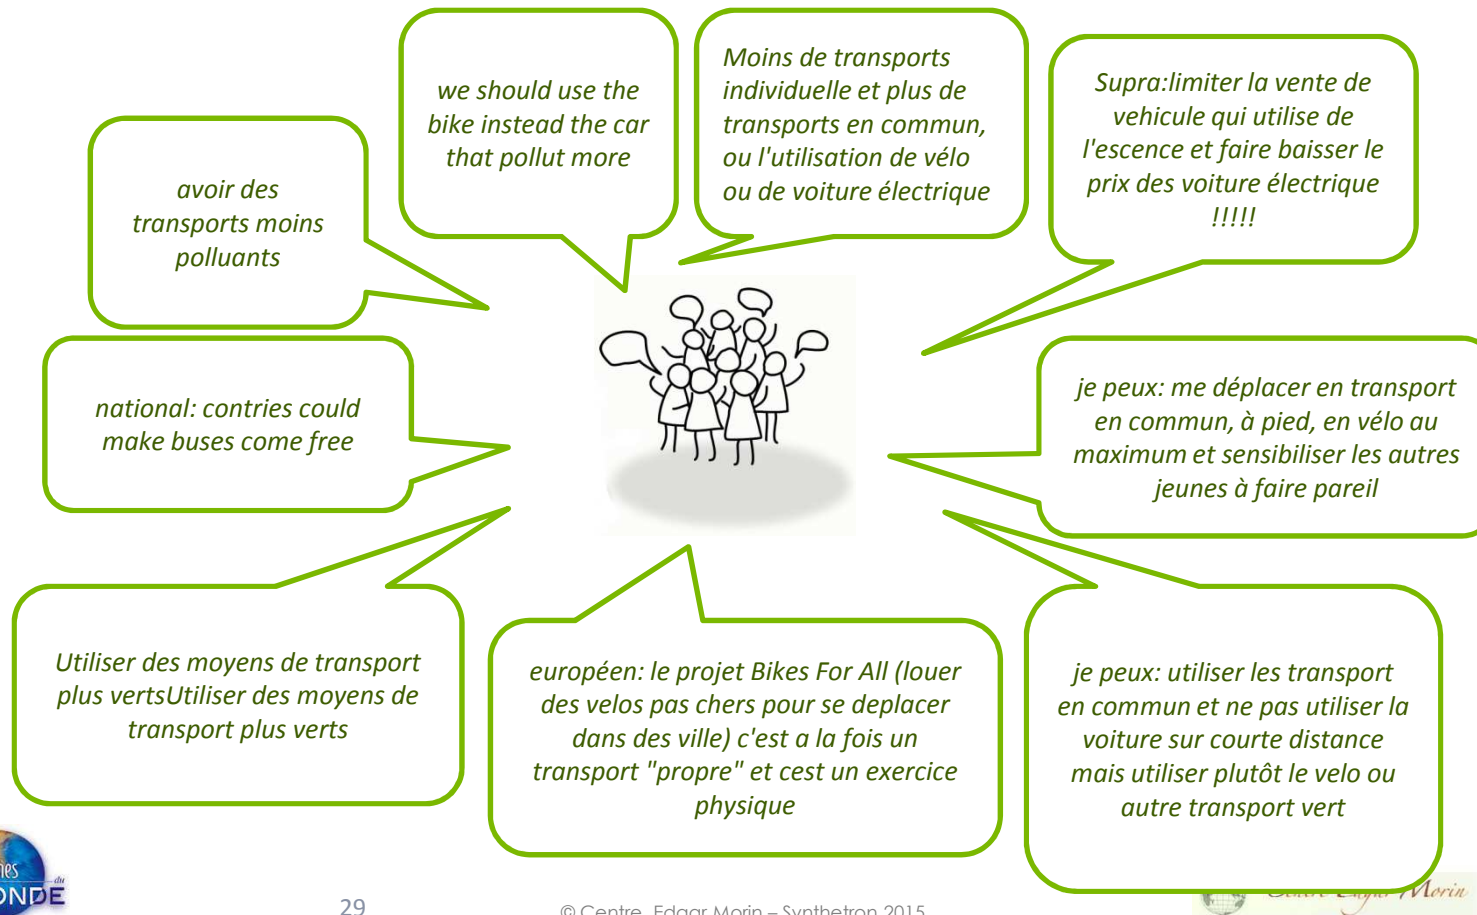 we should use the
bike instead the car
that pollut more
Moins de transports
individuelle et plus de
transports en commun,
ou l'utilisation de vélo
ou de voiture électrique
Supra:limiter la vente de
vehicule qui utilise de
l'escence et faire baisser le
prix des voiture électrique
!!!!!
avoir des
transports moins
polluants
national: contries could
make buses come free
je peux: me déplacer en transport
en commun, à pied, en vélo au
maximum et sensibiliser les autres
jeunes à faire pareil
Utiliser des moyens de transport
plus vertsUtiliser des moyens de
transport plus verts
européen: le projet Bikes For All (louer
des velos pas chers pour se deplacer
dans des ville) c'est a la fois un
transport "propre" et cest un exercice
physique
je peux: utiliser les transport
en commun et ne pas utiliser la
voiture sur courte distance
mais utiliser plutôt le velo ou
autre transport vert
du
29
© Centre Edgar Morin – Synthetron 2015
Centre Edgar Morin